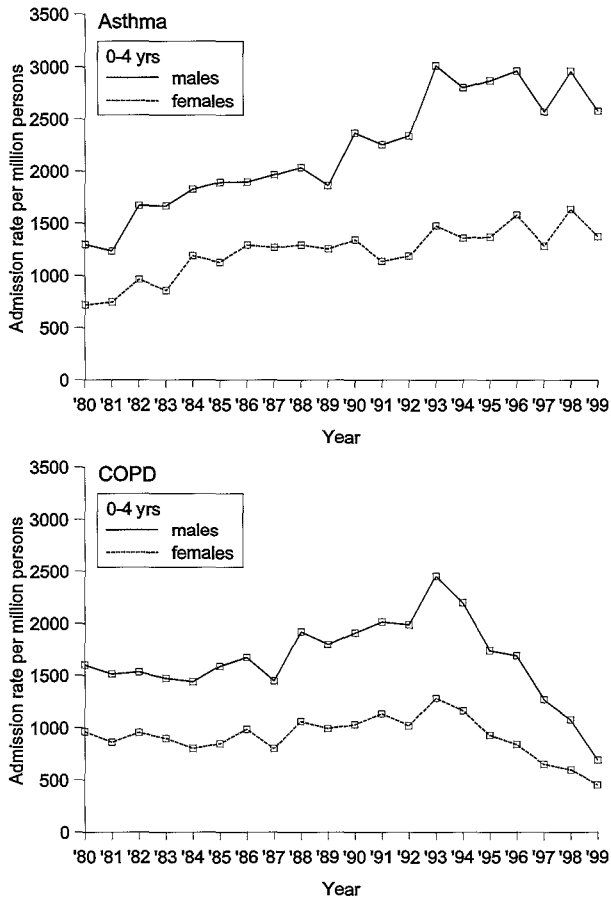 Asthma
0-4 yrs
males
females
Admission rate per million persons
3500
3000
2500
2000
1500
1000
500
0
'80 '81 '82 '83 '84 '85 '86 '87 '88 '89 '90 '91 '92 '93 '94 '95 '96 '97 '98 '99
Year
COPD
0-4 yrs
males
females
Admission rate per million persons
3500
3000
2500
2000
1500
1000
500
0
'80 '81 '82 '83 '84 '85 '86 '87 '88 '89 '90 '91 '92 '93 '94 '95 '96 '97 '98 '99
Year